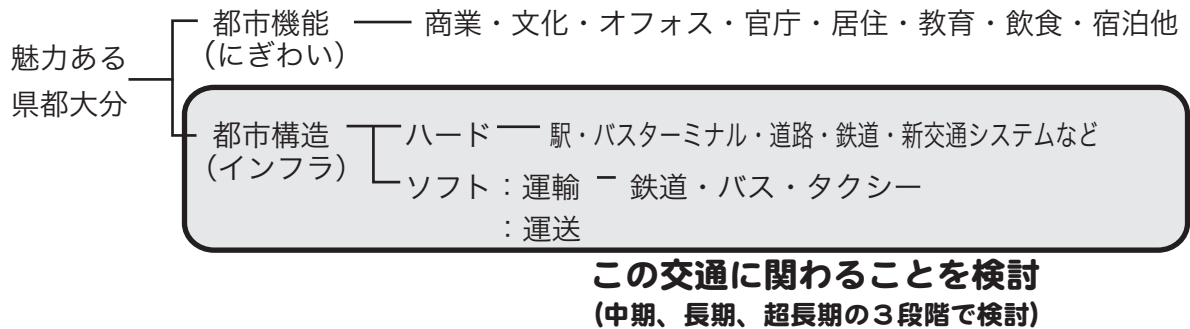 都市機能 商業・文化・オフォス・官庁・居住・教育・飲食・宿泊他
(にぎわい)
魅力ある
県都大分
都市構造 ハード 駅・バスターミナル・道路・鉄道・新交通システムなど
(インフラ)
ソフト：運輸 鉄道・バス・タクシー
：運送
この交通に関わることを検討
(中期、長期、超長期の３段階で検討)